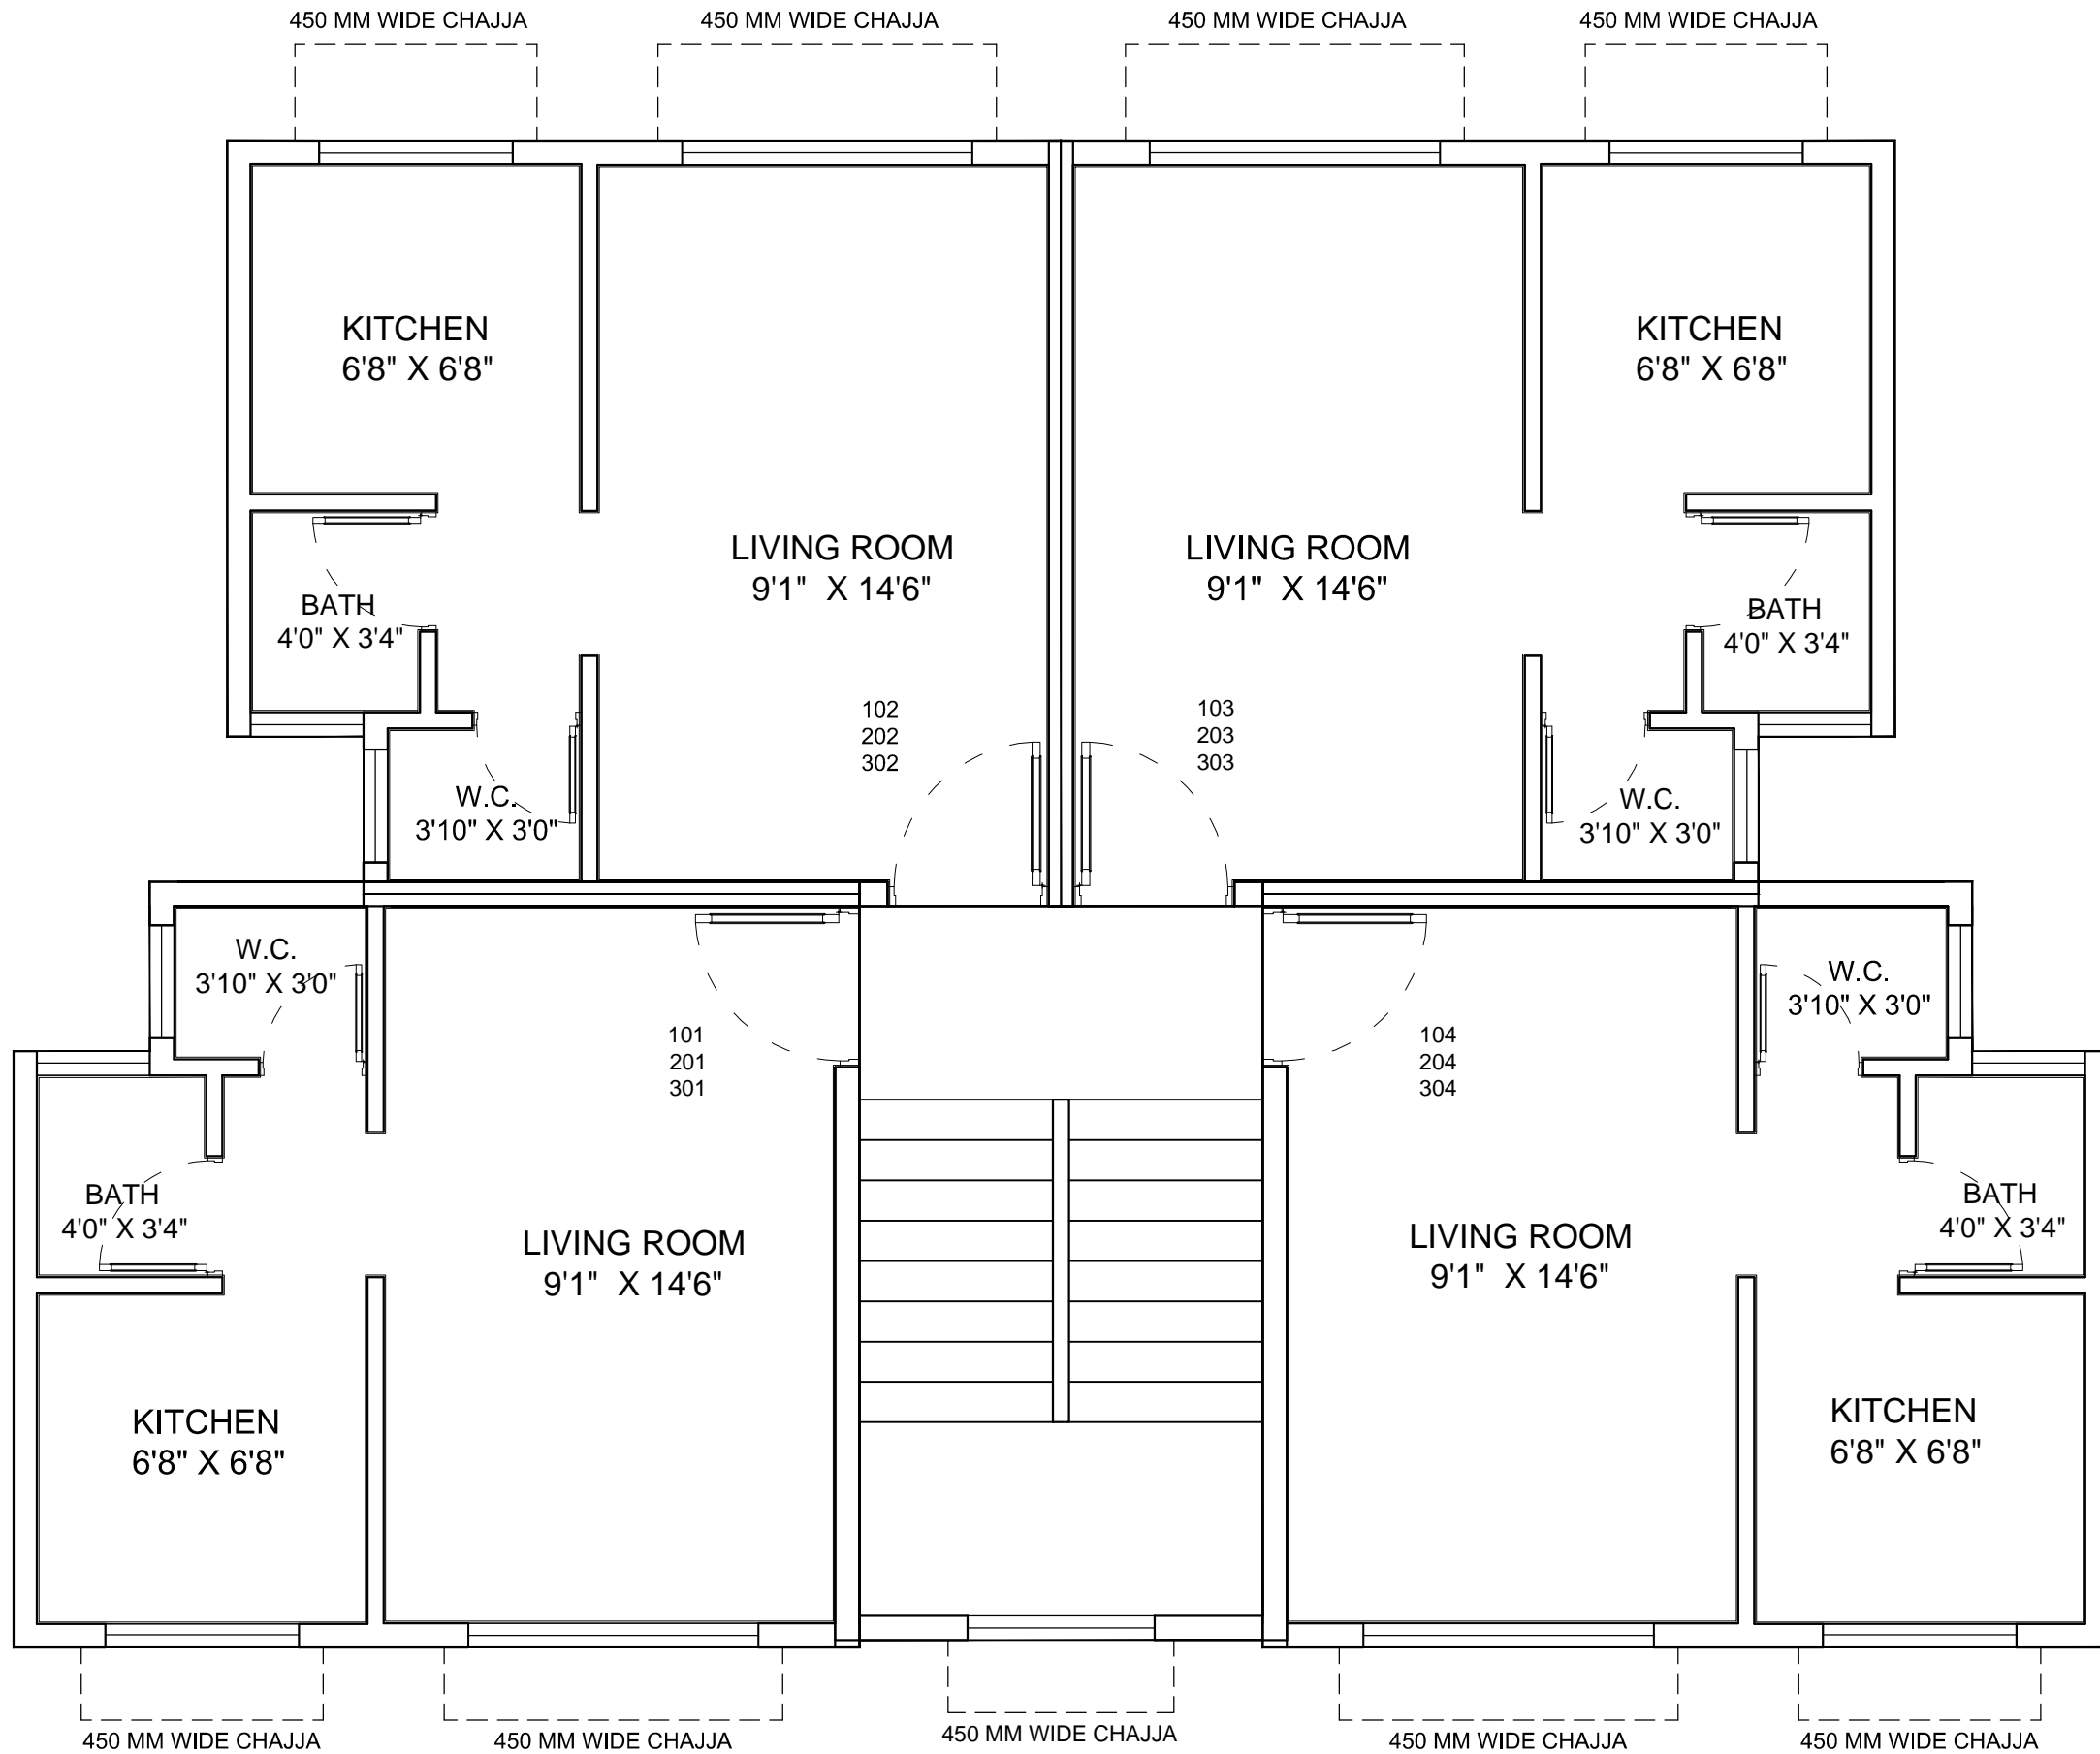 450 MM WIDE CHAJJA
450 MM WIDE CHAJJA
450 MM WIDE CHAJJA
450 MM WIDE CHAJJA
KITCHEN
6'8" X 6'8"
KITCHEN
6'8" X 6'8"
LIVING ROOM
9'1" X 14'6"
LIVING ROOM
9'1" X 14'6"
BATH
4'0" X 3'4"
BATH
4'0" X 3'4"
102
202
302
103
203
303
W.C.
3'10" X 3'0"
W.C.
3'10" X 3'0"
W.C.
3'10" X 3'0"
W.C.
3'10" X 3'0"
101
201
301
104
204
304
BATH
4'0" X 3'4"
BATH
4'0" X 3'4"
LIVING ROOM
9'1" X 14'6"
LIVING ROOM
9'1" X 14'6"
KITCHEN
6'8" X 6'8"
KITCHEN
6'8" X 6'8"
450 MM WIDE CHAJJA
450 MM WIDE CHAJJA
450 MM WIDE CHAJJA
450 MM WIDE CHAJJA
450 MM WIDE CHAJJA